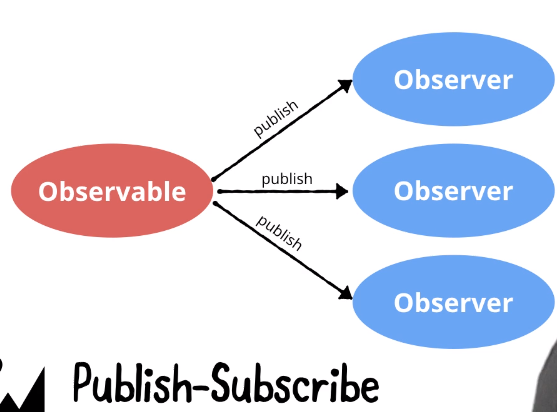 Observer
publish
Observable
publish
Observer
publish
Observer
Publish-Subscribe